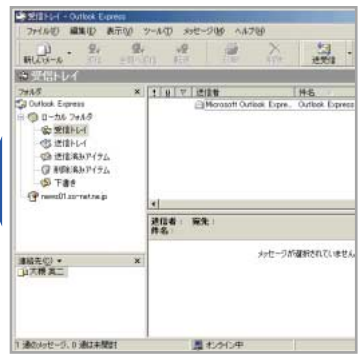 受信トレイ - Outlook Express
ファイル(F) 編集(E) 表示(V) ツール(T) メッセージ(M) ヘルプ(H)
新しいメール 送受信
受信トレイ
フォルダ
! 送信者 件名
Outlook Express
Microsoft Outlook Expre.. Outlook Express
ローカル フォルダ
受信トレイ
送信トレイ
送信済みアイテム
削除済みアイテム
下書き
送信者: 宛先:
件名:
メッセージが選択されていません
連絡先(C)
大橋 真二
1 通のメッセージ、0 通は未開封 オンライン中